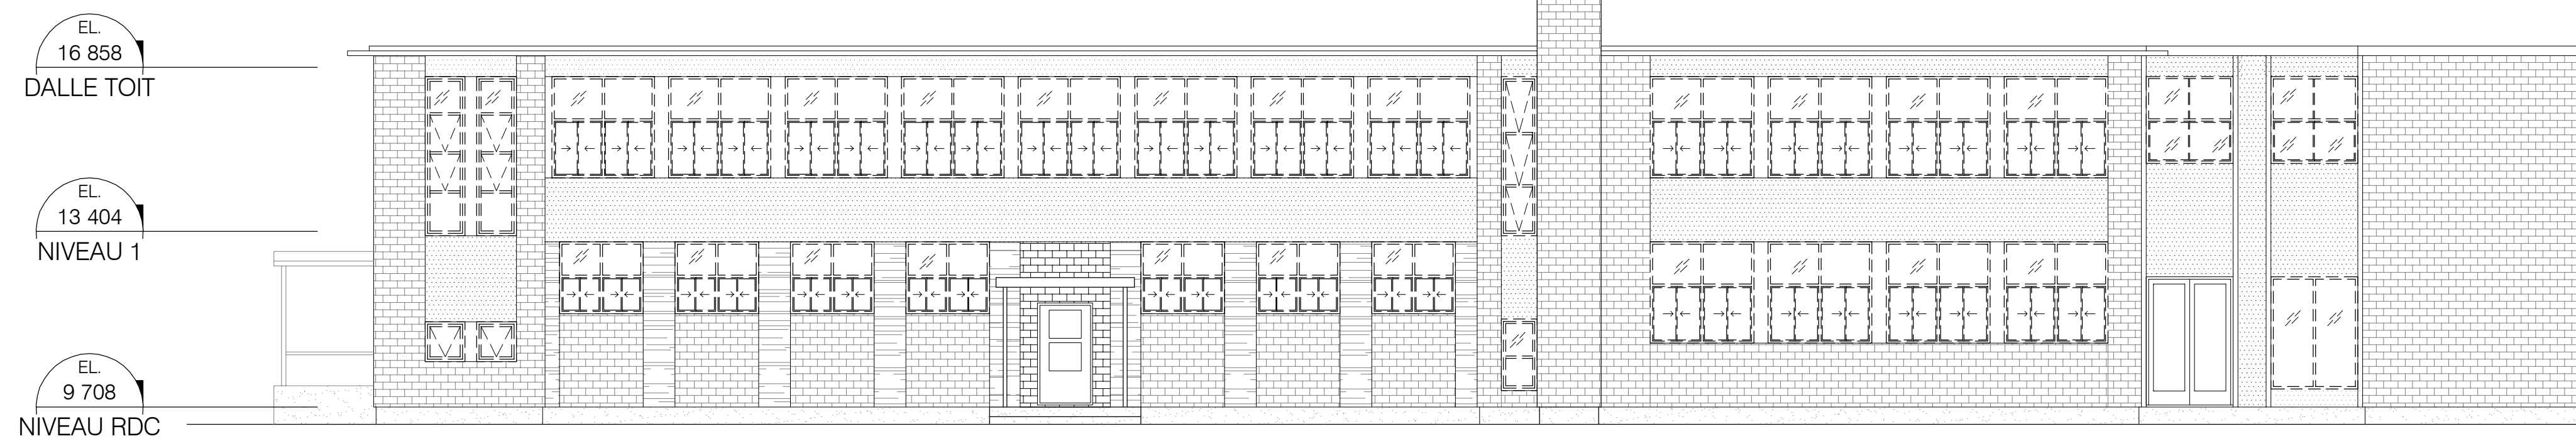 EL.
16 858
DALLE TOIT
EL.
13 404
NIVEAU 1
EL.
9 708
NIVEAU RDC